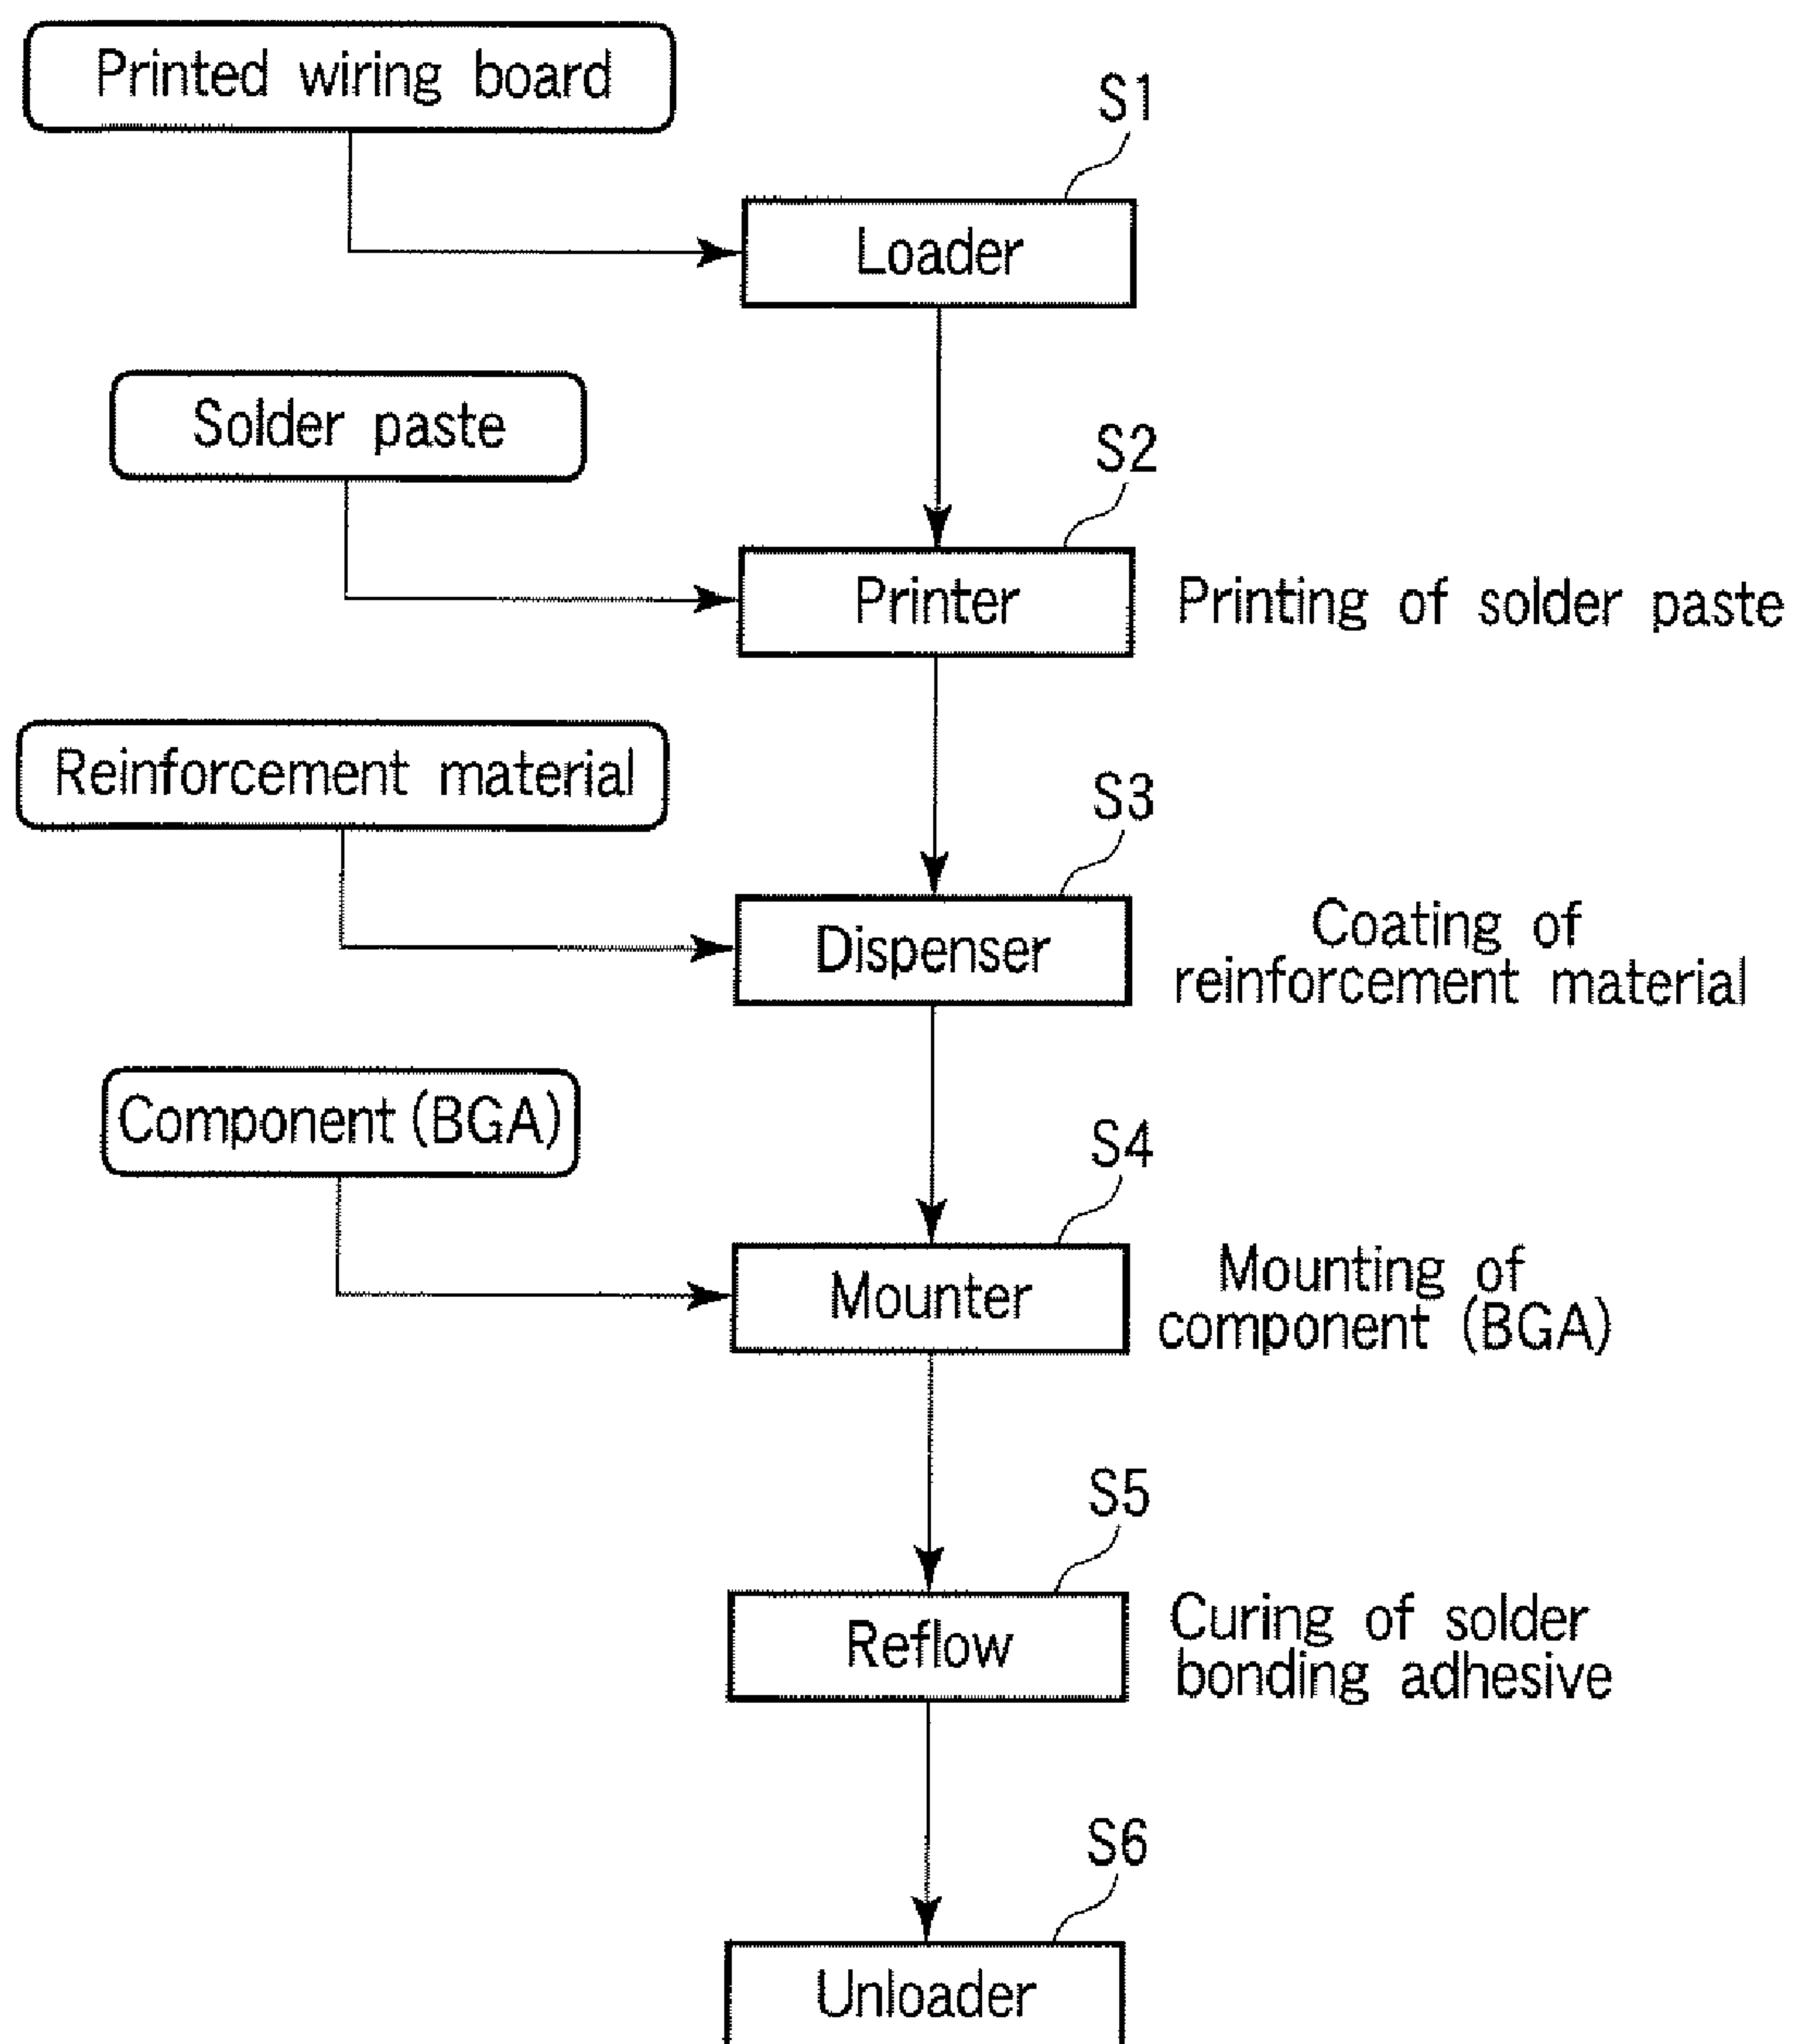 Printed wiring board
S1
Loader
Solder paste
S2
Printer
Printing of solder paste
Reinforcement material
S3
Dispenser
Coating of
reinforcement material
Component (BGA)
S4
Mounter
Mounting of
component (BGA)
S5
Reflow
Curing of solder
bonding adhesive
S6
Unloader